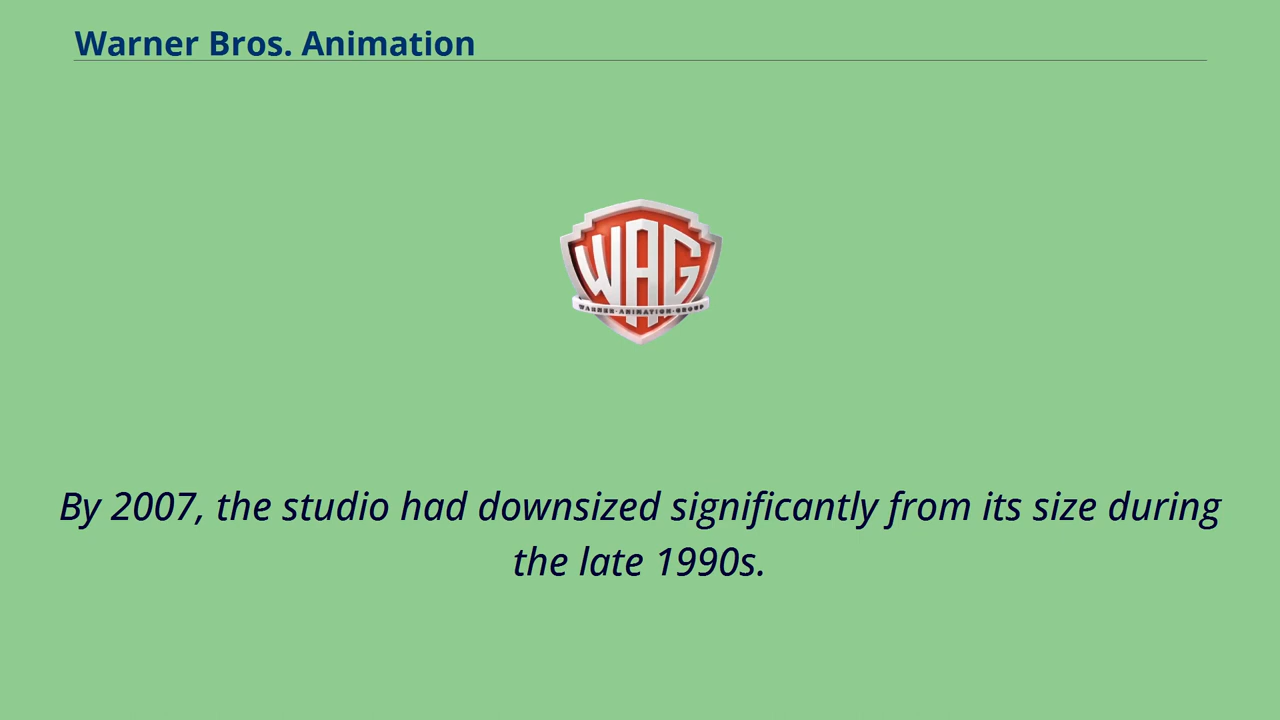 Warner Bros. Animation
WAG
WARNER·ANIMATION·GROUP
By 2007, the studio had downsized significantly from its size during
the late 1990s.